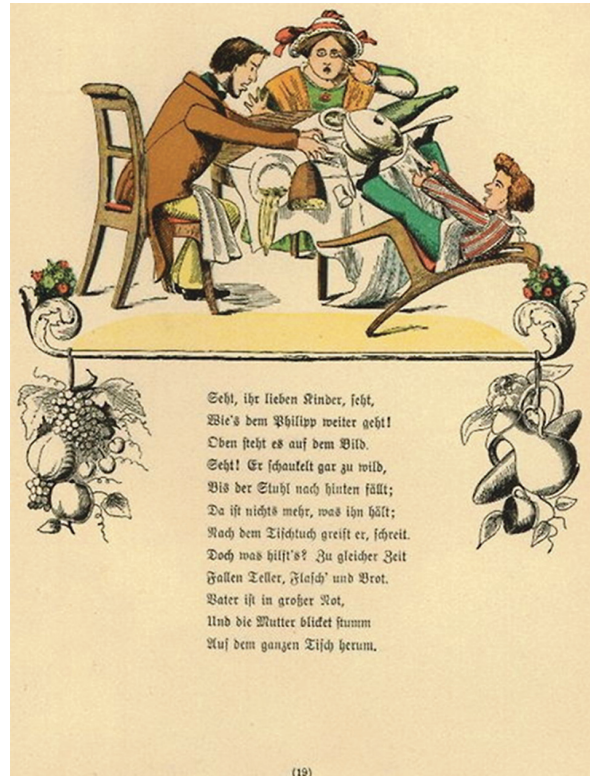 Seht, ihr lieben Kinder, seht,
Wie's dem Philipp weiter geht!
Oben steht es auf dem Bild.
Seht! Er schaukelt gar zu wild,
Bis der Stuhl nach hinten fällt;
Da ist nichts mehr, was ihn hält;
Nach dem Tischtuch greift er, schreit.
Doch was hilft's? Zu gleicher Zeit
Fallen Teller, Flasch' und Brot.
Vater ist in großer Not,
Und die Mutter blicket stumm
Auf dem ganzen Tisch herum.
(19)